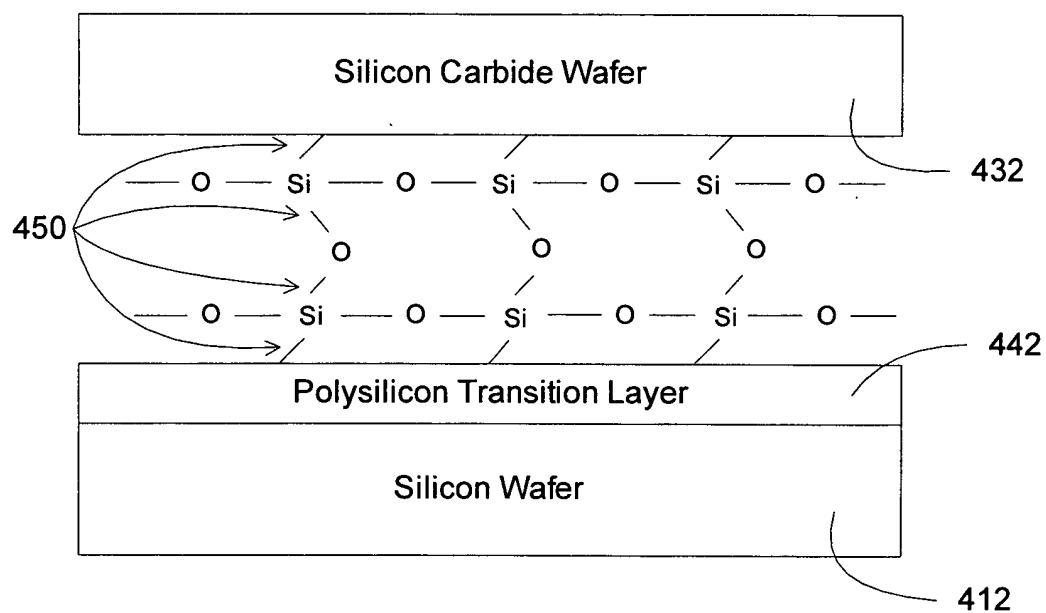 Silicon Carbide Wafer
432
O Si O Si O Si O
450
O O O
O Si O Si O Si O
442
Polysilicon Transition Layer
Silicon Wafer
412